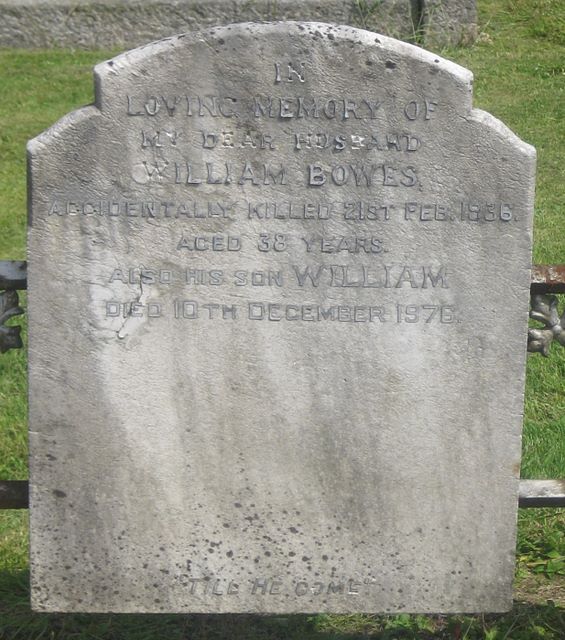 IN
LOVING MEMORY OF
MY DEAR HUSBAND
WILLIAM BOWES,
ACCIDENTALLY KILLED 21ST FEB. 1936.
AGED 38 YEARS.
ALSO HIS SON WILLIAM
DIED 10TH DECEMBER 1976.
"TILL HE COME"